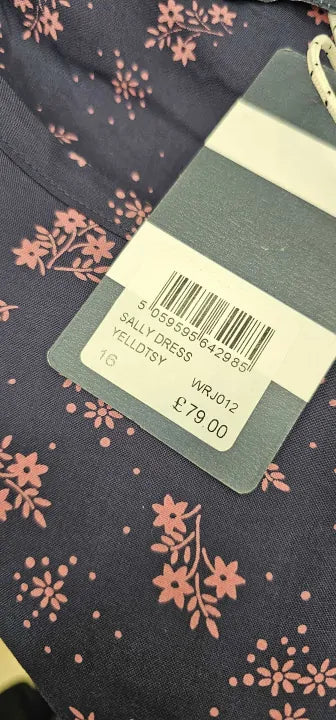 5 059595 642985
SALLY DRESS
YELLDTSY
16 WRJ012
£79.00